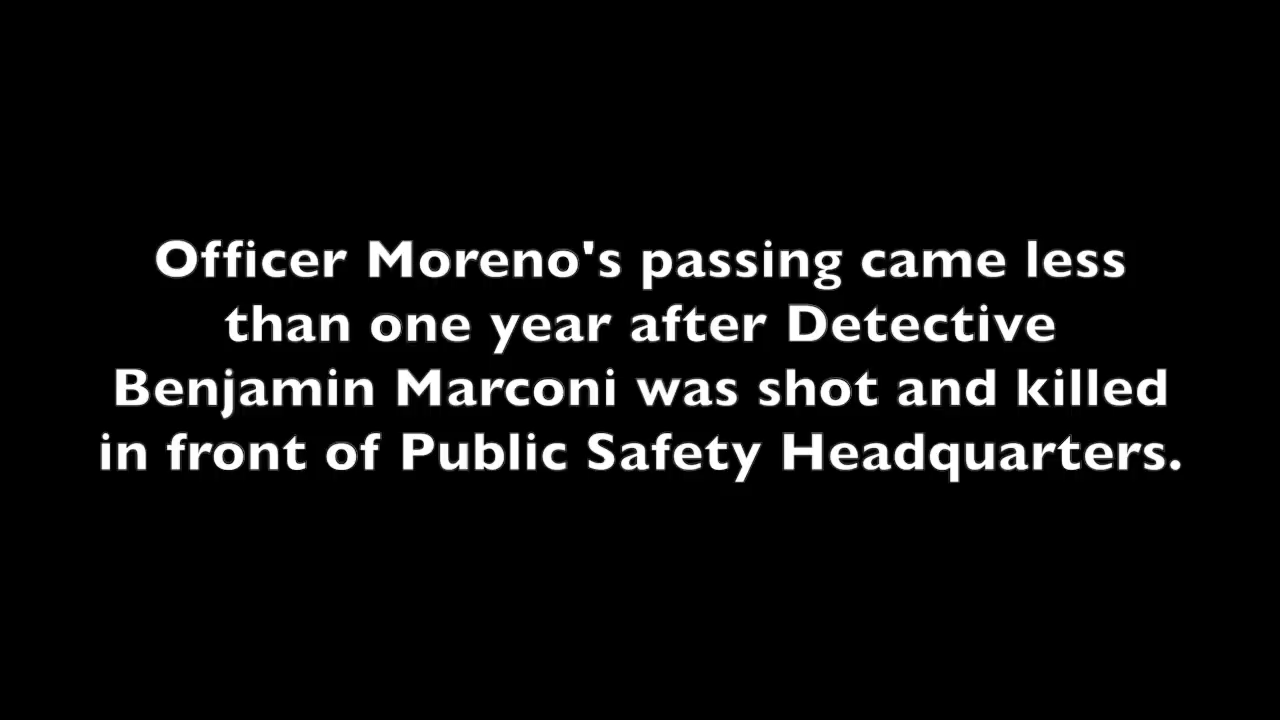 Officer Moreno's passing came less
than one year after Detective
Benjamin Marconi was shot and killed
in front of Public Safety Headquarters.